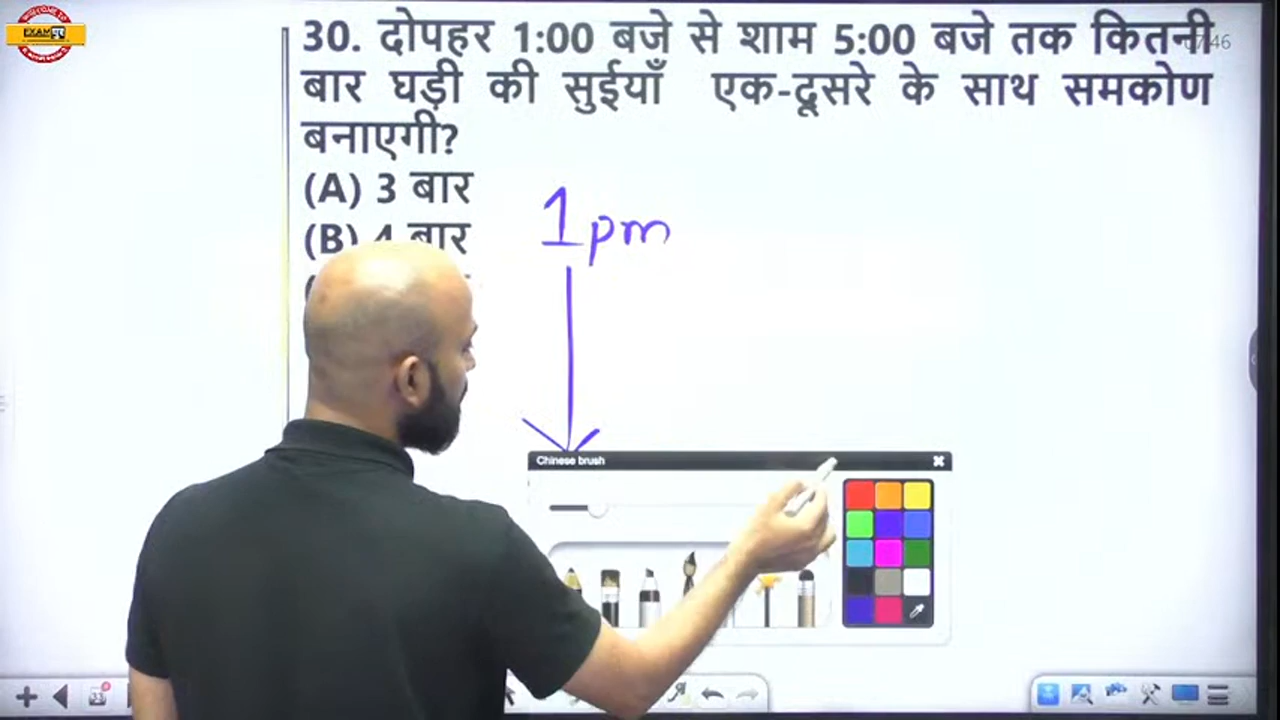 EXAM
30. दोपहर 1:00 बजे से शाम 5:00 बजे तक कितनी
बार घड़ी की सुईयाँ एक-दूसरे के साथ समकोण
बनाएगी?
(A) 3 बार
(B) 4 बार
1pm
Chinese brush